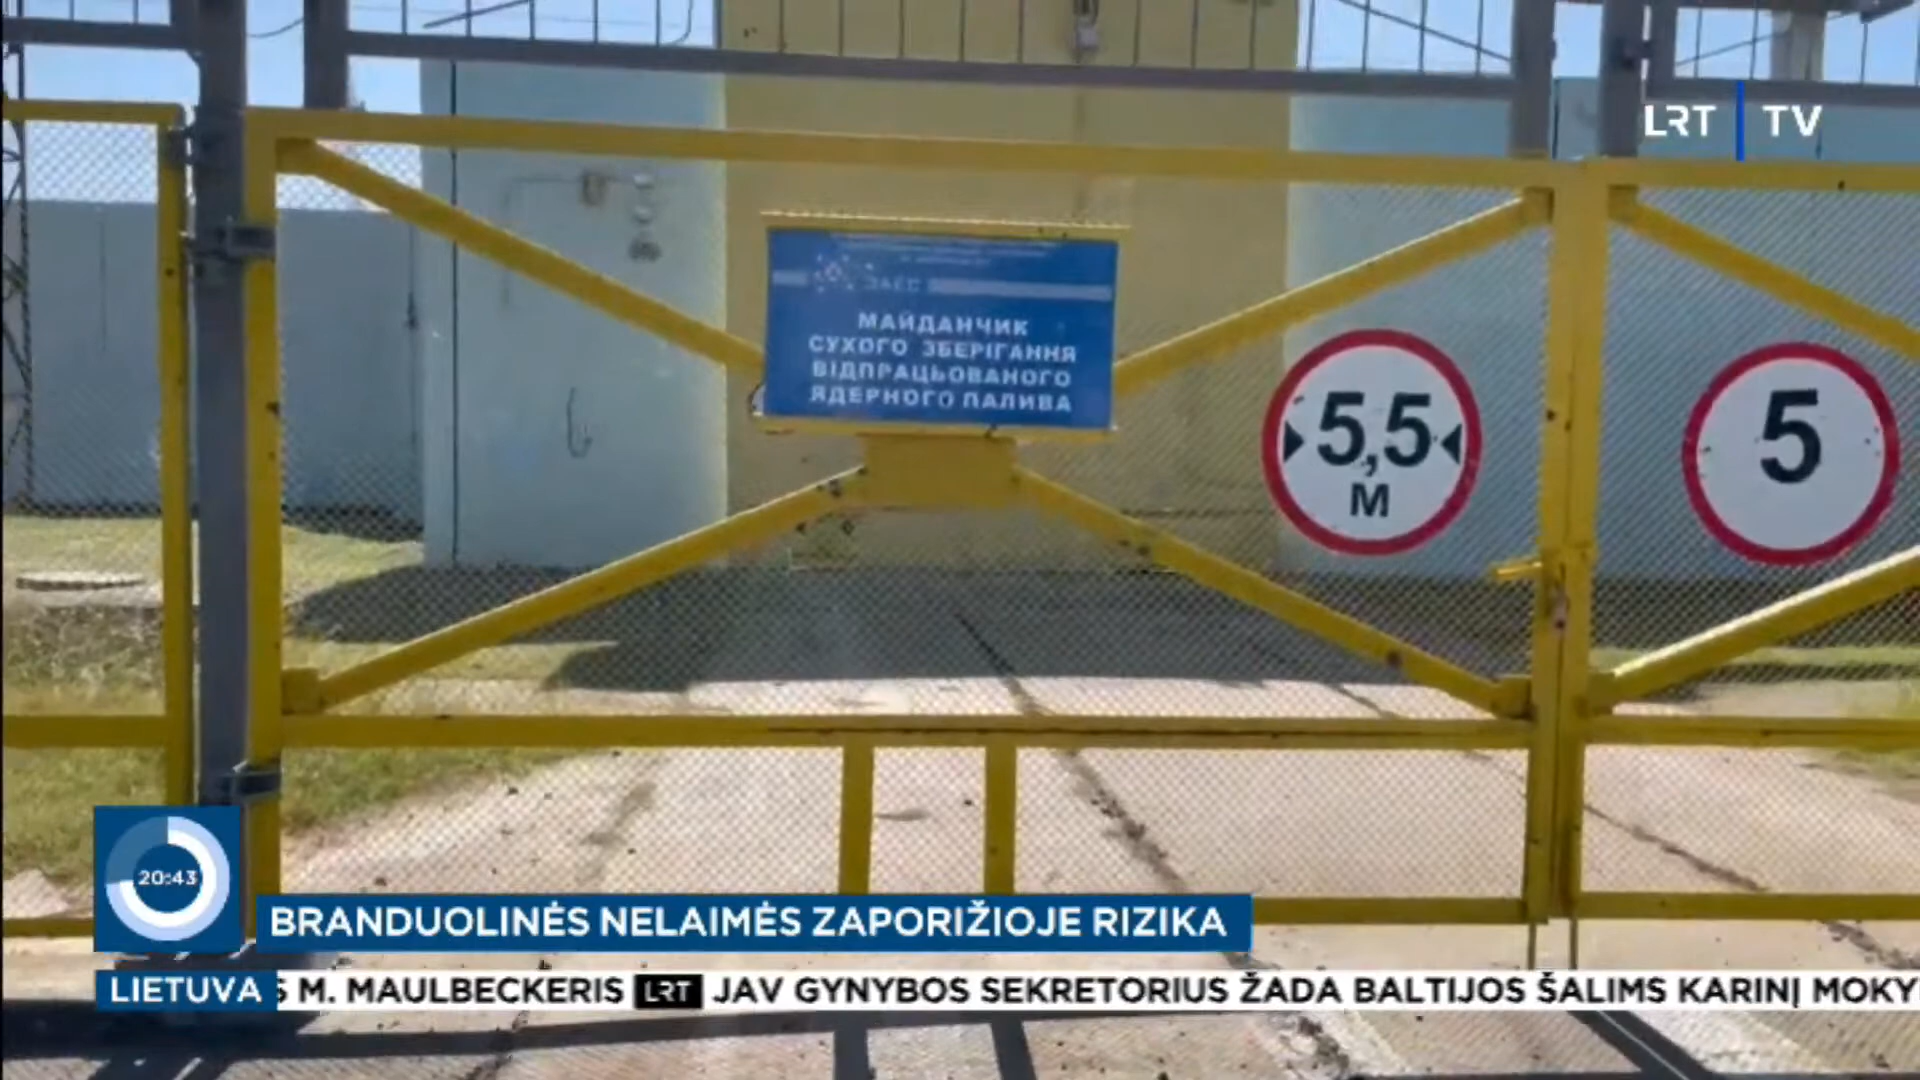 LRT TV
ЗАЕС
МАЙДАНЧИК
СУХОГО ЗБЕРІГАННЯ
ВІДПРАЦЬОВАНОГО
ЯДЕРНОГО ПАЛИВА
5,5
М
5
20:43
BRANDUOLINĖS NELAIMĖS ZAPORIŽIOJE RIZIKA
LIETUVA S M. MAULBECKERIS LRT JAV GYNYBOS SEKRETORIUS ŽADA BALTIJOS ŠALIMS KARINĮ MOKY